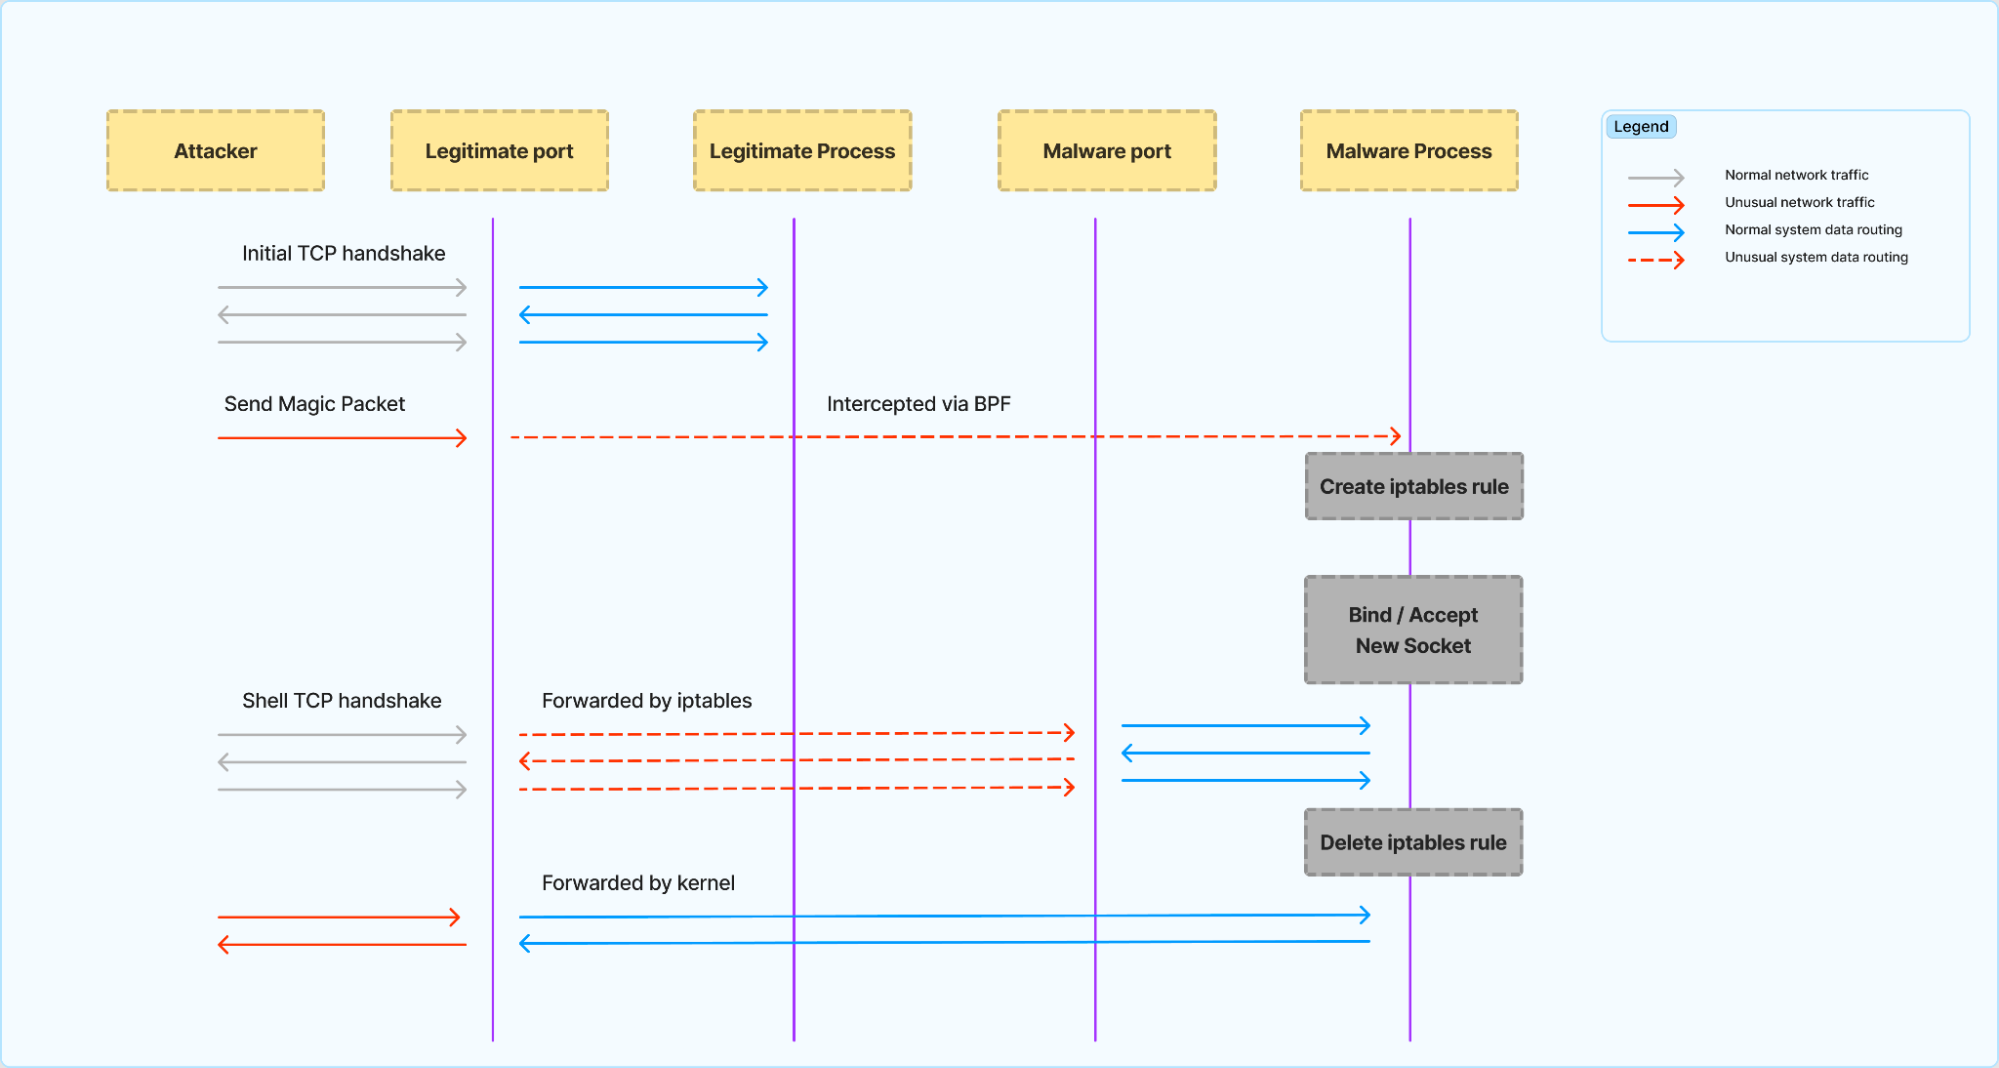 Attacker
Legitimate port
Legitimate Process
Malware port
Malware Process
Legend
Normal network traffic
Unusual network traffic
Normal system data routing
Unusual system data routing
Initial TCP handshake
Send Magic Packet
Intercepted via BPF
Create iptables rule
Bind / Accept
New Socket
Shell TCP handshake
Forwarded by iptables
Delete iptables rule
Forwarded by kernel